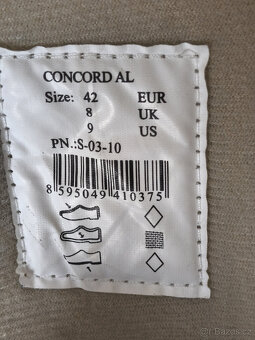 CONCORD AL
Size: 42 EUR
8 UK
9 US
PN.:S-03-10
8 595049 410375